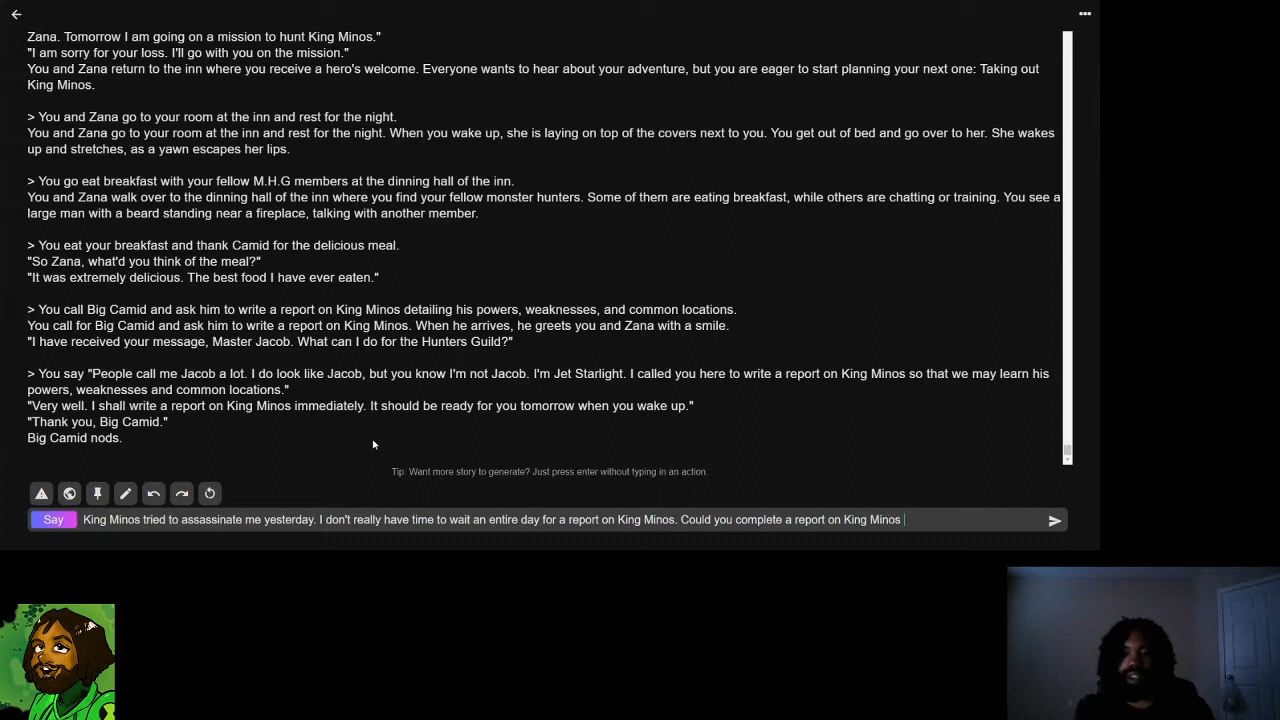 Zana. Tomorrow I am going on a mission to hunt King Minos."
"I am sorry for your loss. I'll go with you on the mission."
You and Zana return to the inn where you receive a hero's welcome. Everyone wants to hear about your adventure, but you are eager to start planning your next one: Taking out
King Minos.
> You and Zana go to your room at the inn and rest for the night.
You and Zana go to your room at the inn and rest for the night. When you wake up, she is laying on top of the covers next to you. You get out of bed and go over to her. She wakes
up and stretches, as a yawn escapes her lips.
> You go eat breakfast with your fellow M.H.G members at the dinning hall of the inn.
You and Zana walk over to the dinning hall of the inn where you find your fellow monster hunters. Some of them are eating breakfast, while others are chatting or training. You see a
large man with a beard standing near a fireplace, talking with another member.
> You eat your breakfast and thank Camid for the delicious meal.
"So Zana, what'd you think of the meal?"
"It was extremely delicious. The best food I have ever eaten."
> You call Big Camid and ask him to write a report on King Minos detailing his powers, weaknesses, and common locations.
You call for Big Camid and ask him to write a report on King Minos. When he arrives, he greets you and Zana with a smile.
"I have received your message, Master Jacob. What can I do for the Hunters Guild?"
> You say "People call me Jacob a lot. I do look like Jacob, but you know I'm not Jacob. I'm Jet Starlight. I called you here to write a report on King Minos so that we may learn his
powers, weaknesses and common locations."
"Very well. I shall write a report on King Minos immediately. It should be ready for you tomorrow when you wake up."
"Thank you, Big Camid."
Big Camid nods.
Tip: Want more story to generate? Just press enter without typing in an action.
Say King Minos tried to assassinate me yesterday. I don't really have time to wait an entire day for a report on King Minos. Could you complete a report on King Minos